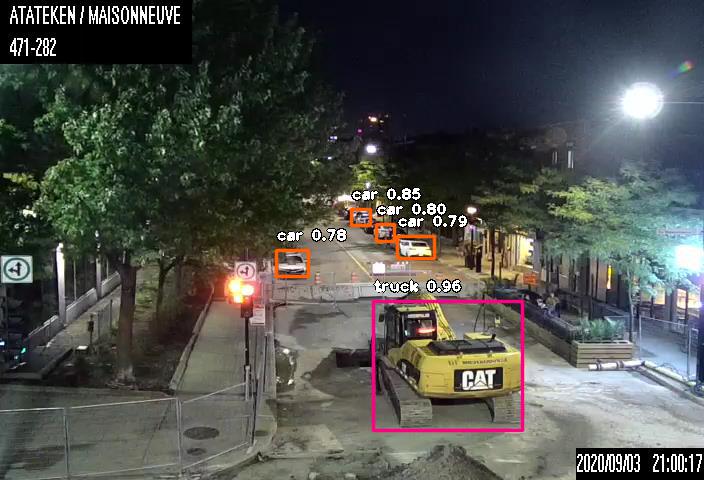 ATATEKEN / MAISONNEUVE
471-282
car 0.85
car 0.80
car 0.79
car 0.78
truck 0.96
CAT
2020/09/03 21:00:17